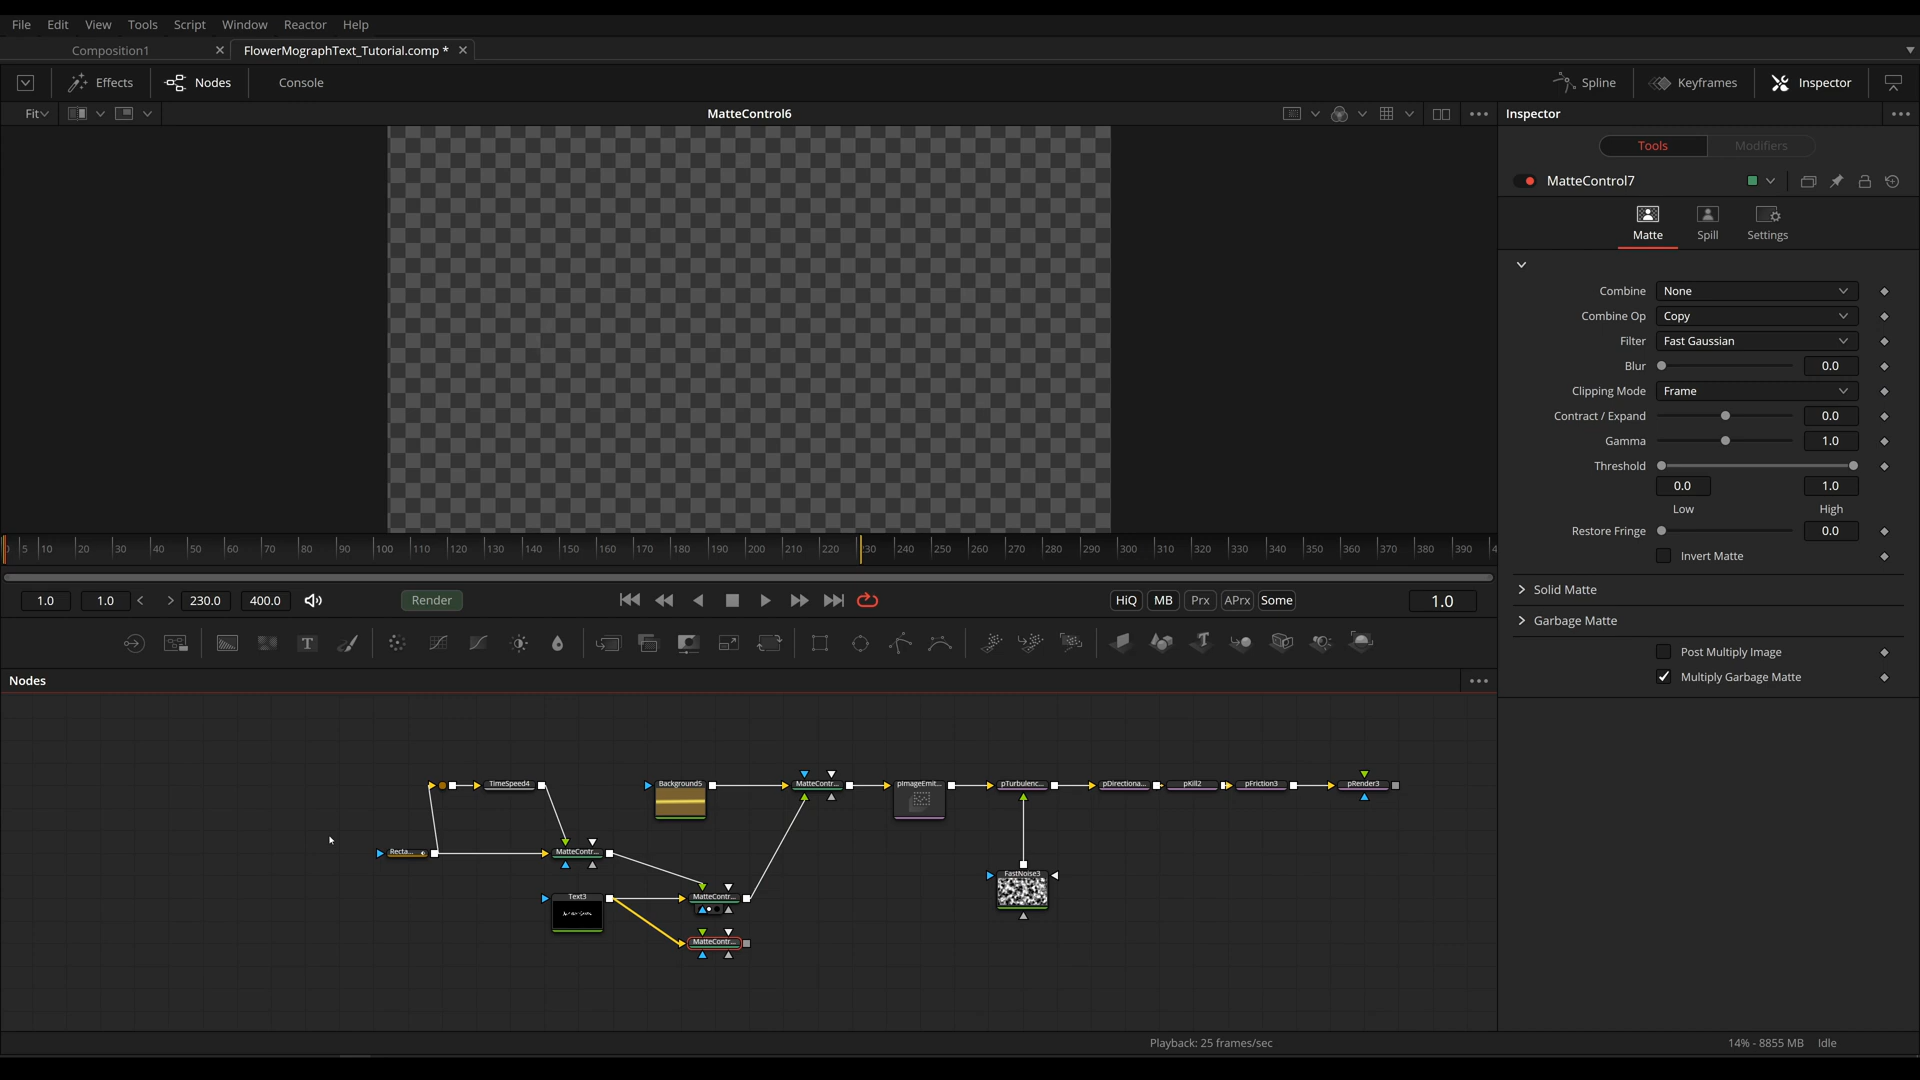 File Edit View Tools Script Window Reactor Help
Composition1
FlowerMographText_Tutorial.comp *
Effects Nodes Console Spline Keyframes Inspector
Fit MatteControl6 Inspector
Tools Modifiers
MatteControl7
Matte Spill Settings
Combine None
Combine Op Copy
Filter Fast Gaussian
Blur 0.0
Clipping Mode Frame
Contract / Expand 0.0
Gamma 1.0
Threshold
0.0 1.0
Low High
Restore Fringe 0.0
Invert Matte
Solid Matte
Garbage Matte
Post Multiply Image
Multiply Garbage Matte
5 10 20 30 40 50 60 70 80 90 100 110 120 130 140 150 160 170 180 190 200 210 220 230 240 250 260 270 280 290 300 310 320 330 340 350 360 370 380 390
1.0 1.0 < > 230.0 400.0 Render HiQ MB Prx APrx Some 1.0
Nodes
TimeSpeed4 Background5 MatteContr... pImageEmit... pTurbulenc... pDirectiona... pKill2 pFriction3 pRender3
Recta... MatteContr...
FastNoise3
Text3 MatteContr...
MatteContr...
Playback: 25 frames/sec 14% - 8855 MB Idle